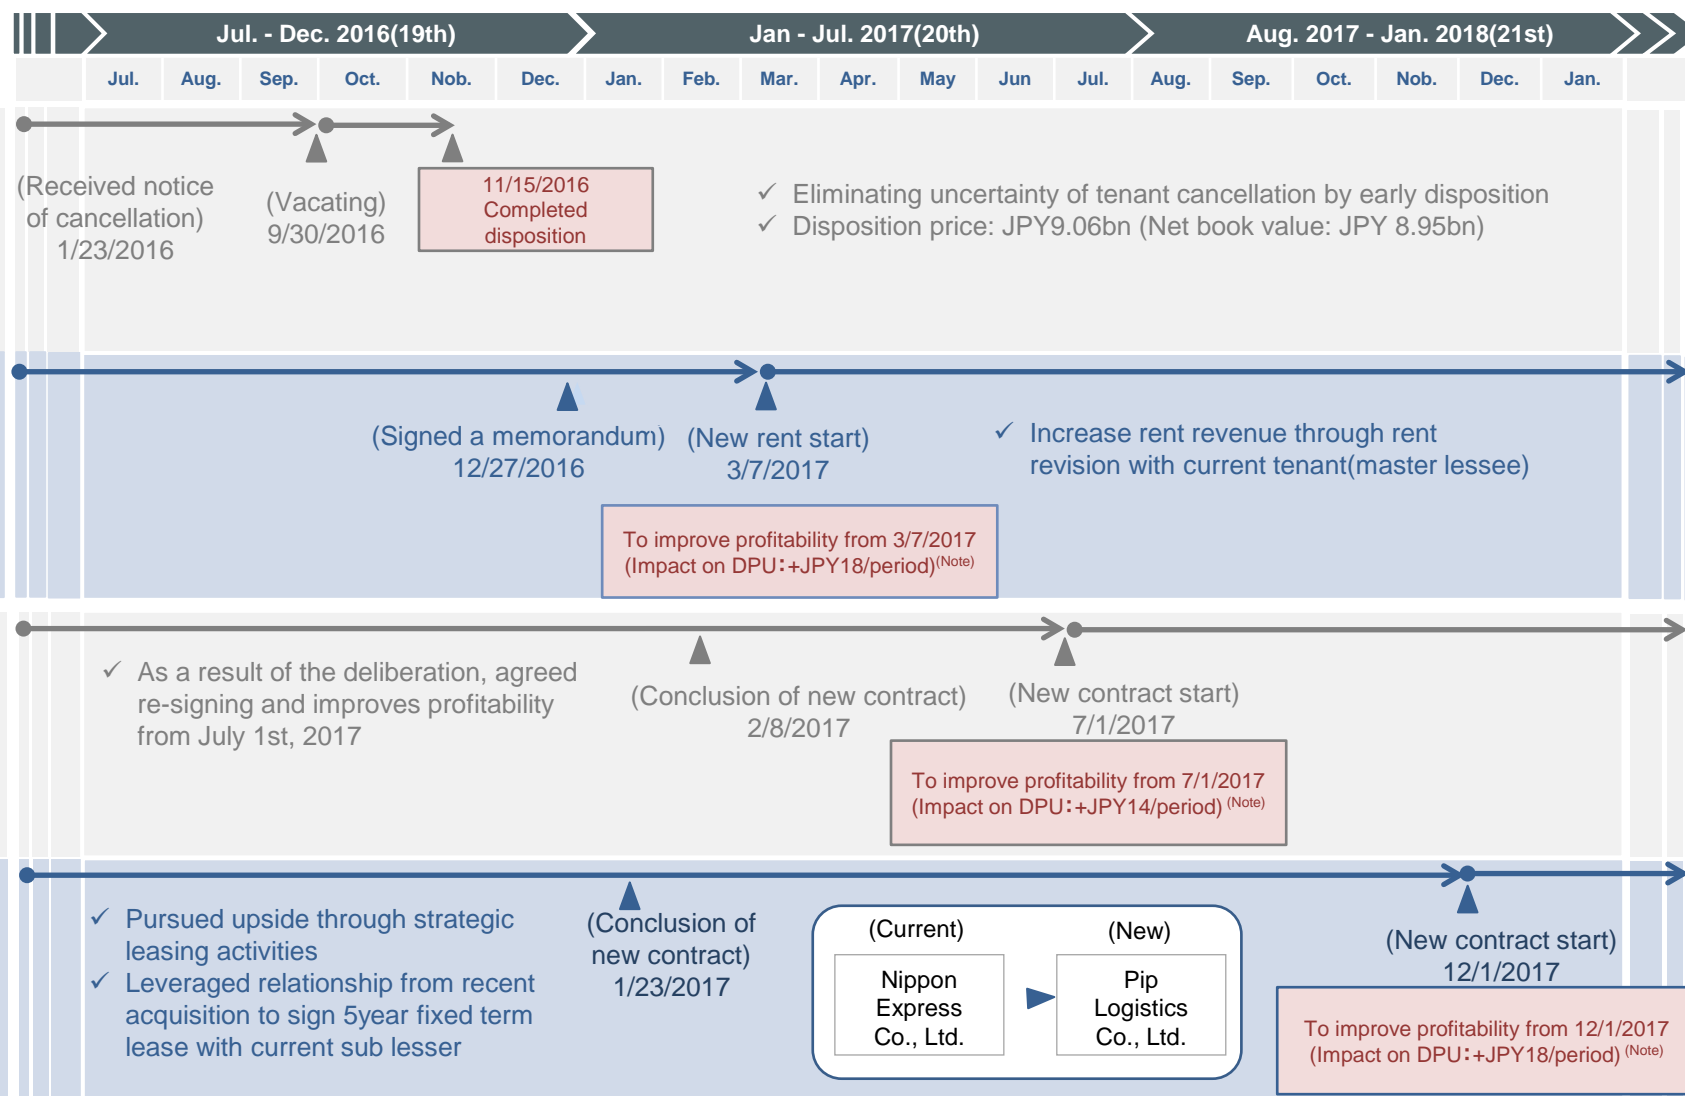 Jul. - Dec. 2016(19th)
Jan - Jul. 2017(20th)
Aug. 2017 - Jan. 2018(21st)
Jul. Aug. Sep. Oct. Nob. Dec. Jan. Feb. Mar. Apr. May Jun Jul. Aug. Sep. Oct. Nob. Dec. Jan.
(Received notice
of cancellation)
1/23/2016
(Vacating)
9/30/2016
11/15/2016
Completed
disposition
✓ Eliminating uncertainty of tenant cancellation by early disposition
✓ Disposition price: JPY9.06bn (Net book value: JPY 8.95bn)
(Signed a memorandum)
12/27/2016
(New rent start)
3/7/2017
✓ Increase rent revenue through rent
revision with current tenant(master lessee)
To improve profitability from 3/7/2017
(Impact on DPU:+JPY18/period)(Note)
✓ As a result of the deliberation, agreed
re-signing and improves profitability
from July 1st, 2017
(Conclusion of new contract)
2/8/2017
(New contract start)
7/1/2017
To improve profitability from 7/1/2017
(Impact on DPU:+JPY14/period) (Note)
✓ Pursued upside through strategic
leasing activities
✓ Leveraged relationship from recent
acquisition to sign 5year fixed term
lease with current sub lesser
(Conclusion of
new contract)
1/23/2017
(Current)
Nippon
Express
Co., Ltd.
(New)
Pip
Logistics
Co., Ltd.
(New contract start)
12/1/2017
To improve profitability from 12/1/2017
(Impact on DPU:+JPY18/period) (Note)